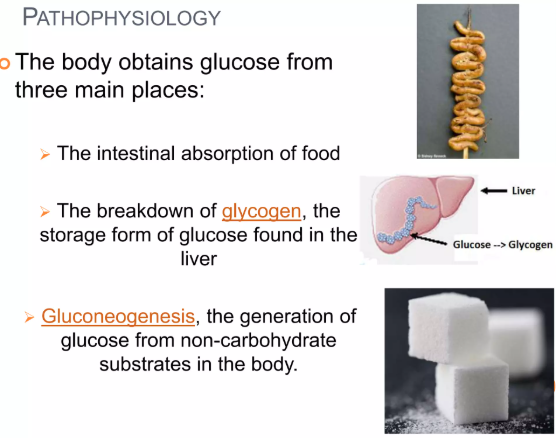 PATHOPHYSIOLOGY
The body obtains glucose from
three main places:
The intestinal absorption of food
The breakdown of glycogen, the
storage form of glucose found in the
liver
Gluconeogenesis, the generation of
glucose from non-carbohydrate
substrates in the body.
Liver
Glucose --> Glycogen